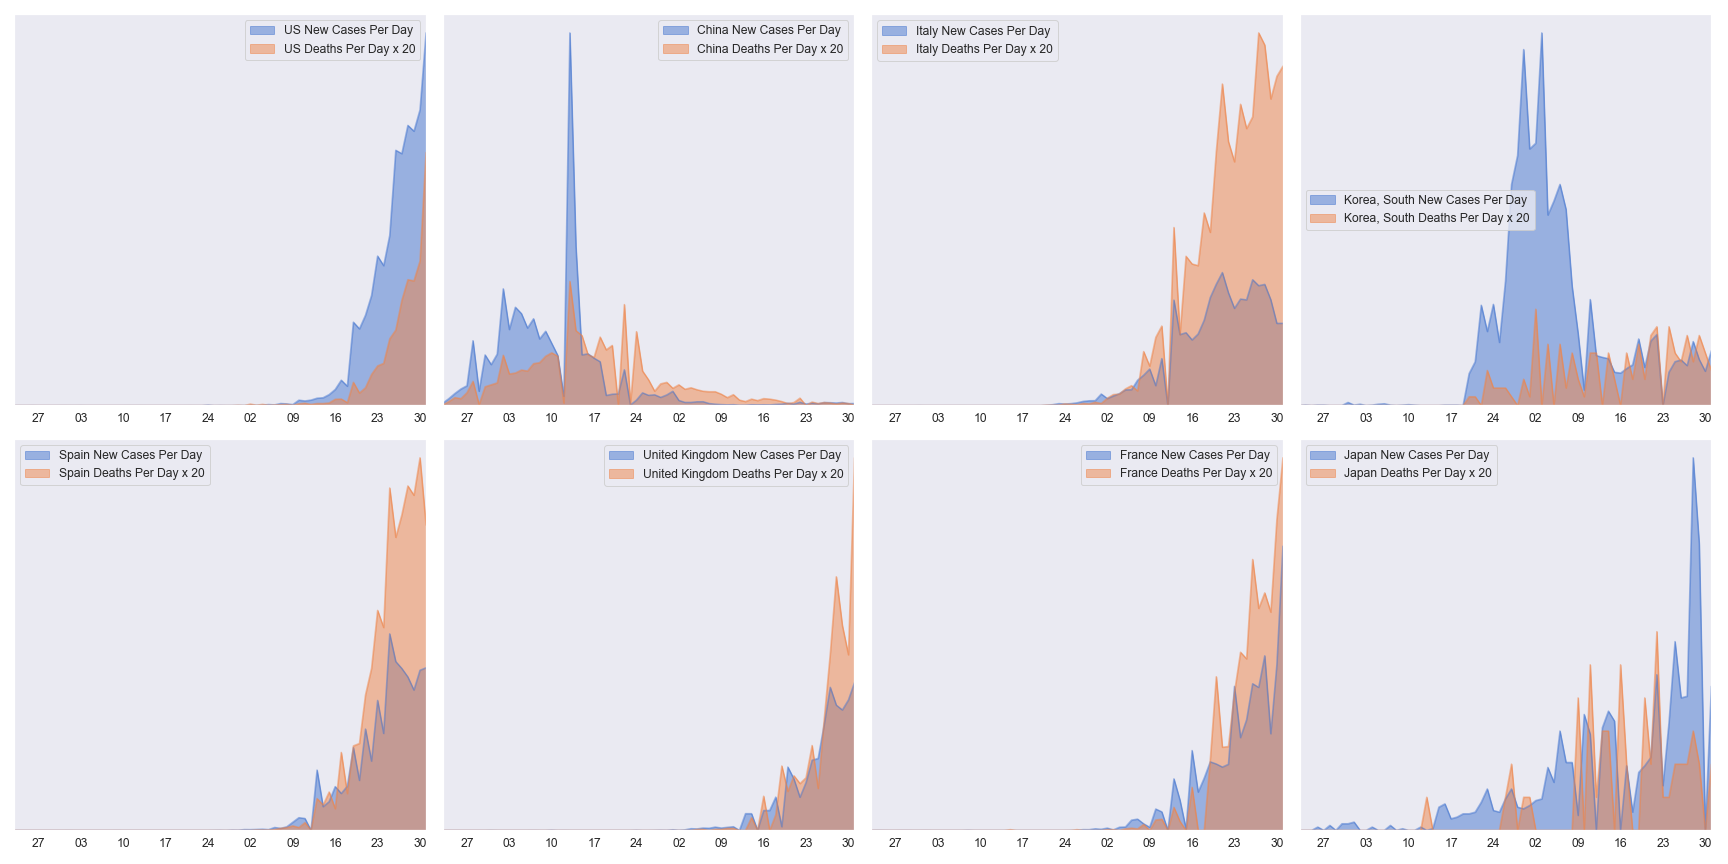 US New Cases Per Day
US Deaths Per Day x 20
China New Cases Per Day
China Deaths Per Day x 20
Italy New Cases Per Day
Italy Deaths Per Day x 20
Korea, South New Cases Per Day
Korea, South Deaths Per Day x 20
27 03 10 17 24 02 09 16 23 30
27 03 10 17 24 02 09 16 23 30
27 03 10 17 24 02 09 16 23 30
27 03 10 17 24 02 09 16 23 30
Spain New Cases Per Day
Spain Deaths Per Day x 20
United Kingdom New Cases Per Day
United Kingdom Deaths Per Day x 20
France New Cases Per Day
France Deaths Per Day x 20
Japan New Cases Per Day
Japan Deaths Per Day x 20
27 03 10 17 24 02 09 16 23 30
27 03 10 17 24 02 09 16 23 30
27 03 10 17 24 02 09 16 23 30
27 03 10 17 24 02 09 16 23 30